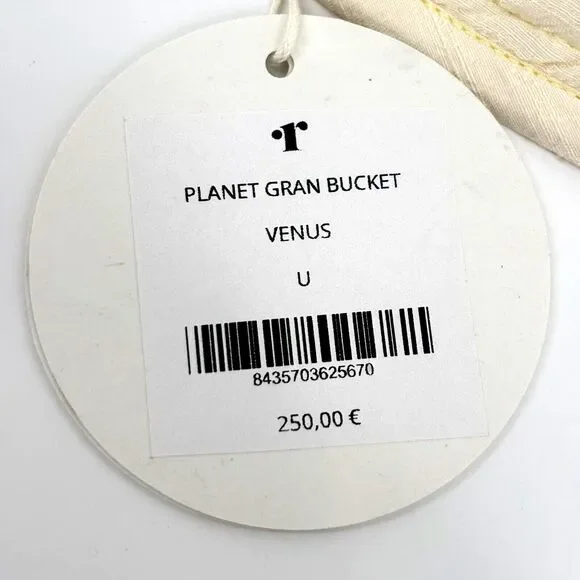 r
PLANET GRAN BUCKET
VENUS
U
8435703625670
250,00 €